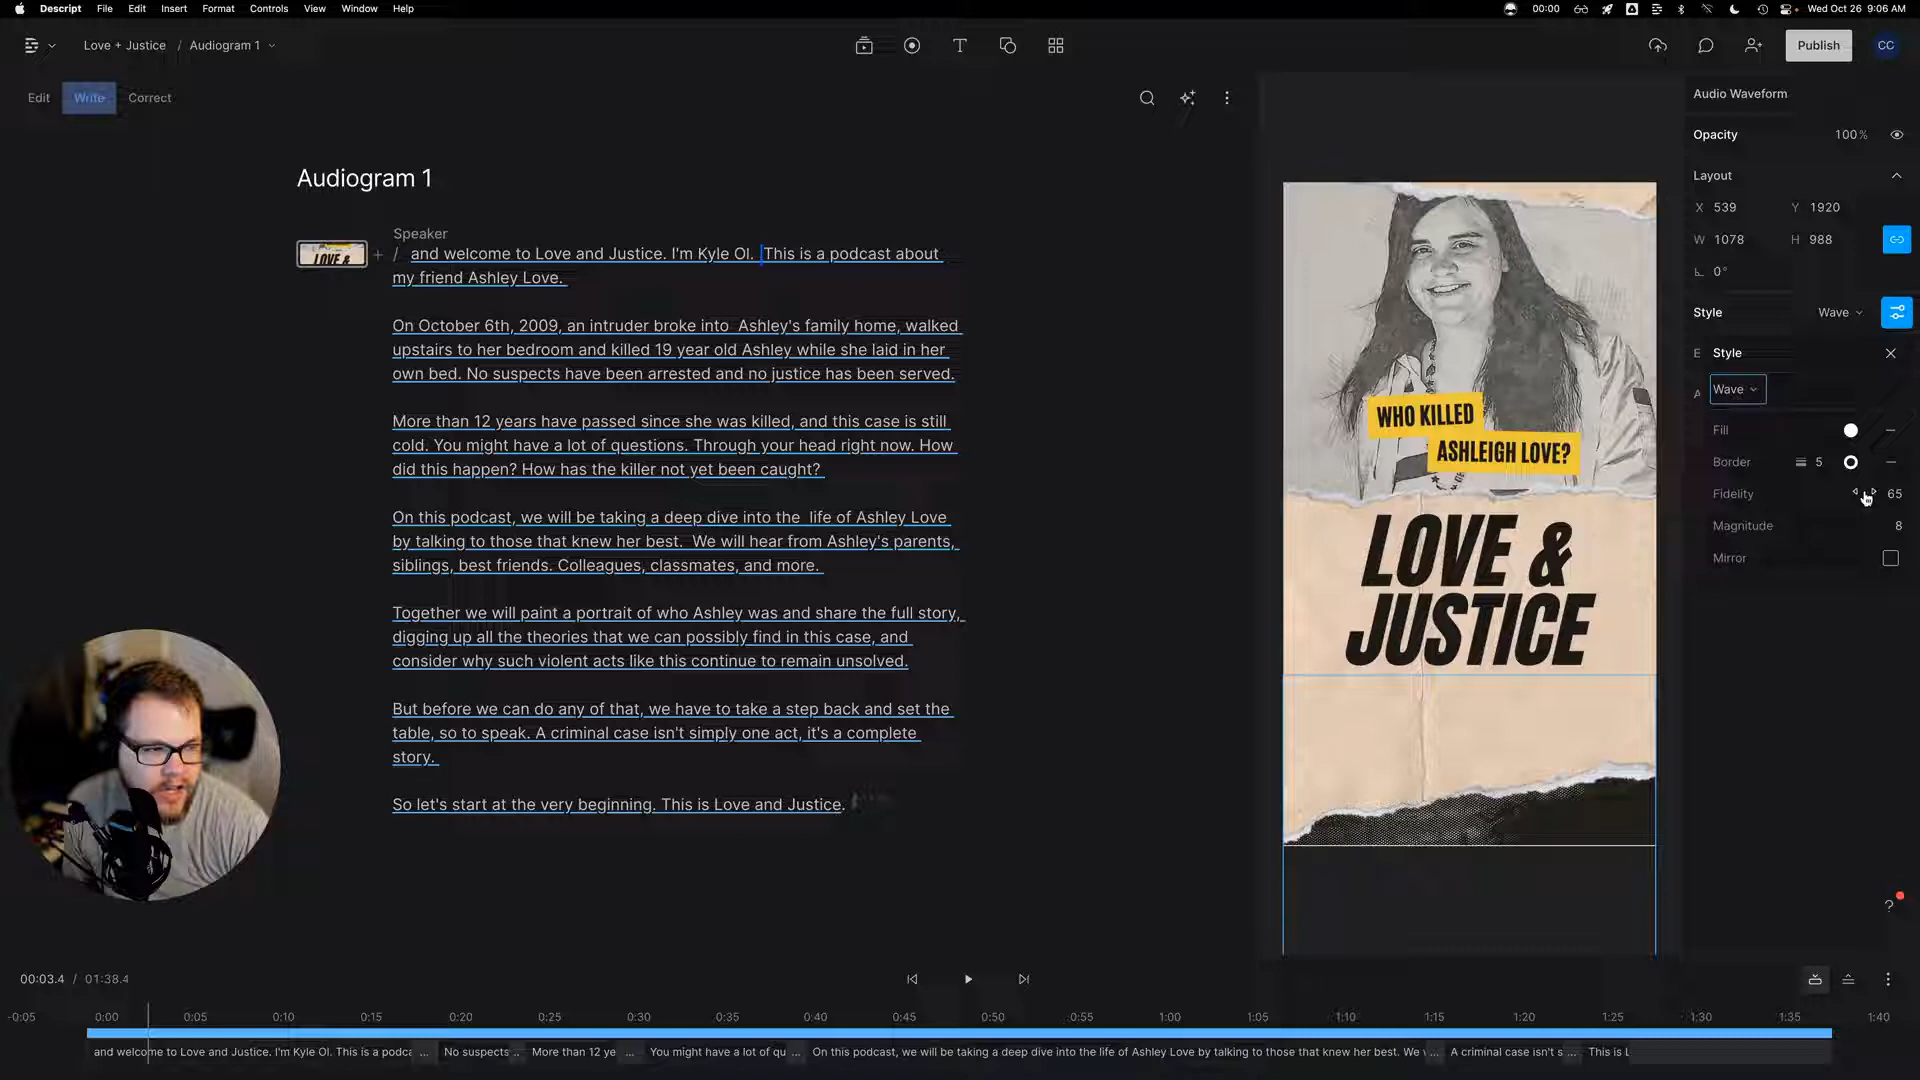 Descript File Edit Insert Format Controls View Window Help 00:00 Wed Oct 26 9:06 AM
Love + Justice / Audiogram 1 Publish CC
Edit Write Correct
Audiogram 1
Speaker
/ and welcome to Love and Justice. I'm Kyle Ol. This is a podcast about
my friend Ashley Love.
On October 6th, 2009, an intruder broke into Ashley's family home, walked
upstairs to her bedroom and killed 19 year old Ashley while she laid in her
own bed. No suspects have been arrested and no justice has been served.
More than 12 years have passed since she was killed, and this case is still
cold. You might have a lot of questions. Through your head right now. How
did this happen? How has the killer not yet been caught?
On this podcast, we will be taking a deep dive into the life of Ashley Love
by talking to those that knew her best. We will hear from Ashley's parents,
siblings, best friends. Colleagues, classmates, and more.
Together we will paint a portrait of who Ashley was and share the full story,
digging up all the theories that we can possibly find in this case, and
consider why such violent acts like this continue to remain unsolved.
But before we can do any of that, we have to take a step back and set the
table, so to speak. A criminal case isn't simply one act, it's a complete
story.
So let's start at the very beginning. This is Love and Justice.
LOVE &
WHO KILLED
ASHLEIGH LOVE?
LOVE &
JUSTICE
Audio Waveform
Opacity 100%
Layout
X 539 Y 1920
W 1078 H 988
0°
Style Wave
E Style
A Wave
Fill
Border 5
Fidelity 65
Magnitude 8
Mirror
?
00:03.4 / 01:38.4
-0:05 0:00 0:05 0:10 0:15 0:20 0:25 0:30 0:35 0:40 0:45 0:50 0:55 1:00 1:05 1:10 1:15 1:20 1:25 1:30 1:35 1:40
and welcome to Love and Justice. I'm Kyle Ol. This is a podca ... No suspects ... More than 12 ye ... You might have a lot of qu ... On this podcast, we will be taking a deep dive into the life of Ashley Love by talking to those that knew her best. We ... A criminal case isn't s ... This is L